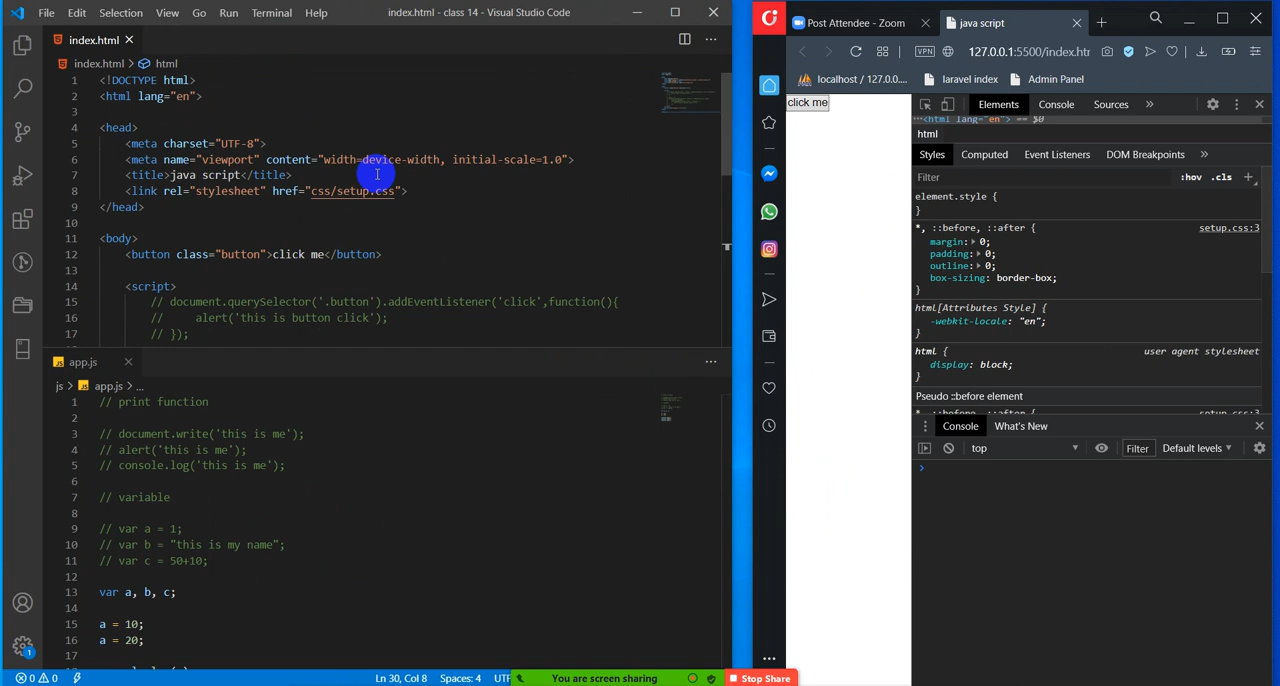 File Edit Selection View Go Run Terminal Help index.html - class 14 - Visual Studio Code
index.html
index.html > html
1 <!DOCTYPE html>
2 <html lang="en">
3
4 <head>
5 <meta charset="UTF-8">
6 <meta name="viewport" content="width=device-width, initial-scale=1.0">
7 <title>java script</title>
8 <link rel="stylesheet" href="css/setup.css">
9 </head>
10
11 <body>
12 <button class="button">click me</button>
13
14 <script>
15 // document.querySelector('.button').addEventListener('click',function(){
16 // alert('this is button click');
17 // });
app.js
js > app.js > ...
1 // print function
2
3 // document.write('this is me');
4 // alert('this is me');
5 // console.log('this is me');
6
7 // variable
8
9 // var a = 1;
10 // var b = "this is my name";
11 // var c = 50+10;
12
13 var a, b, c;
14
15 a = 10;
16 a = 20;
17
0 0 Ln 30, Col 8 Spaces: 4 UTF
You are screen sharing Stop Share
Post Attendee - Zoom java script
VPN 127.0.0.1:5500/index.htm
localhost / 127.0.0.... laravel index Admin Panel
click me
Elements Console Sources »
<html lang="en"> == $0
html
Styles Computed Event Listeners DOM Breakpoints »
Filter :hov .cls +
element.style {
}
*, ::before, ::after { setup.css:3
margin: 0;
padding: 0;
outline: 0;
box-sizing: border-box;
}
html[Attributes Style] {
-webkit-locale: "en";
}
html { user agent stylesheet
display: block;
}
Pseudo ::before element
*, ::before, ::after { setup.css:3
Console What's New
top Filter Default levels